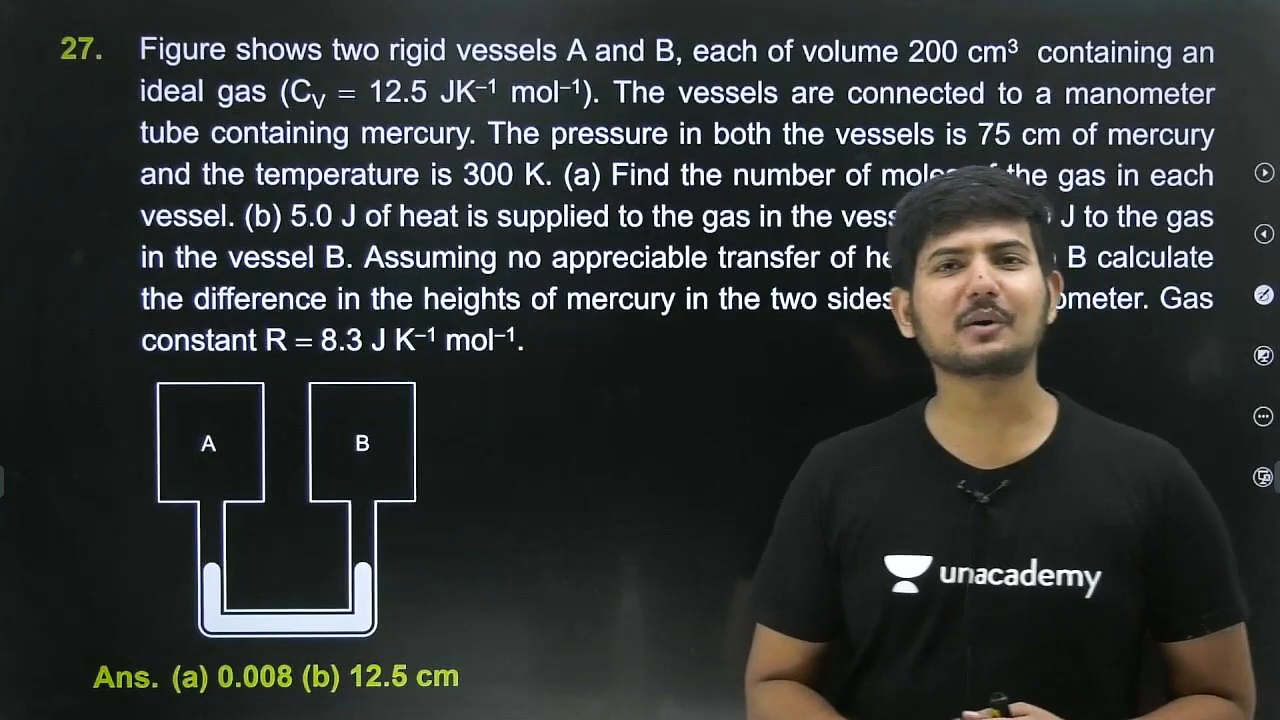 27. Figure shows two rigid vessels A and B, each of volume 200 cm³ containing an
ideal gas (C_V = 12.5 JK⁻¹ mol⁻¹). The vessels are connected to a manometer
tube containing mercury. The pressure in both the vessels is 75 cm of mercury
and the temperature is 300 K. (a) Find the number of the gas in each
vessel. (b) 5.0 J of heat is supplied to the gas in the J to the gas
in the vessel B. Assuming no appreciable transfer of B calculate
the difference in the heights of mercury in the two Gas
constant R = 8.3 J K⁻¹ mol⁻¹.
A B
unacademy
Ans. (a) 0.008 (b) 12.5 cm